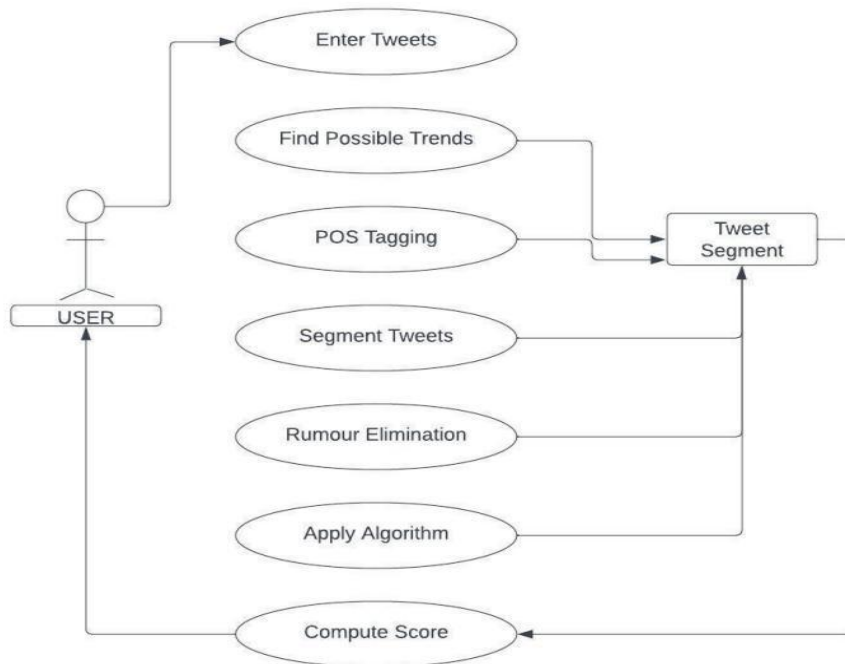 Enter Tweets
Find Possible Trends
POS Tagging
Tweet
Segment
USER
Segment Tweets
Rumour Elimination
Apply Algorithm
Compute Score